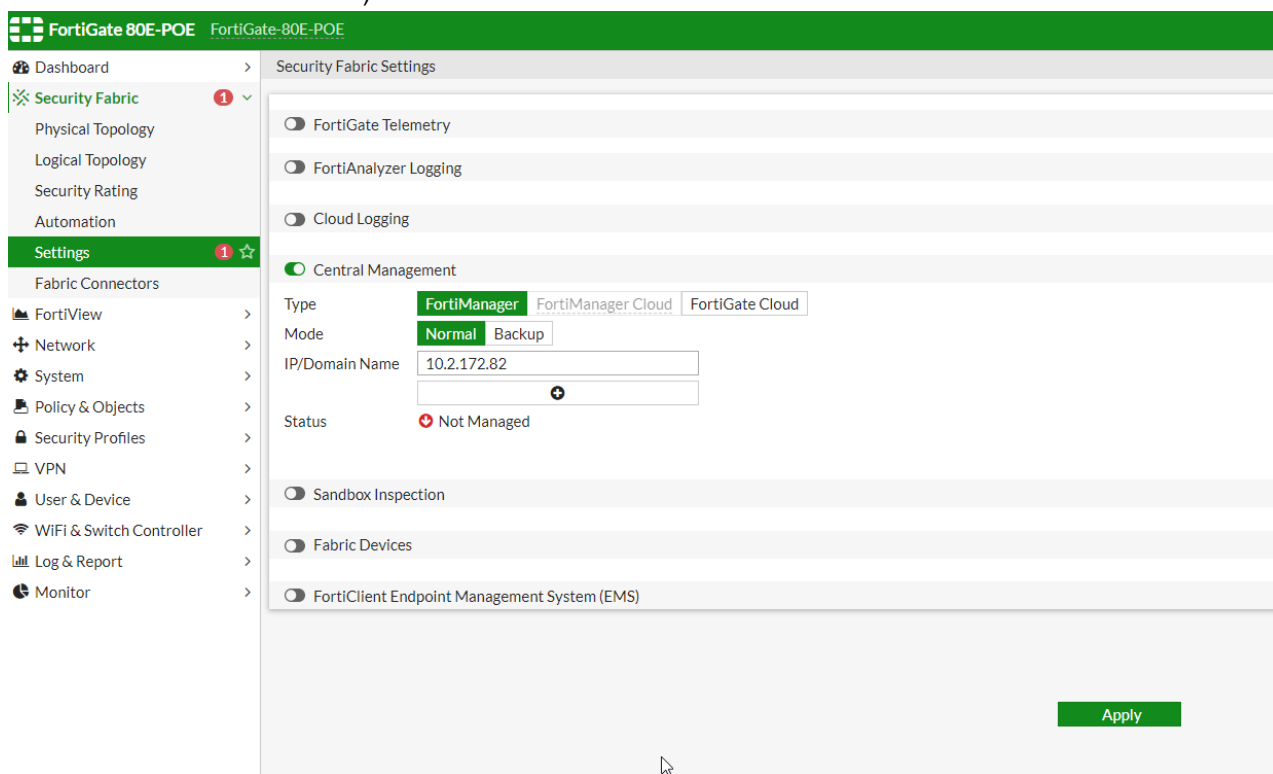 FortiGate 80E-POE FortiGate-80E-POE
Dashboard
Security Fabric 1
Physical Topology
Logical Topology
Security Rating
Automation
Settings 1
Fabric Connectors
FortiView
Network
System
Policy & Objects
Security Profiles
VPN
User & Device
WiFi & Switch Controller
Log & Report
Monitor
Security Fabric Settings
FortiGate Telemetry
FortiAnalyzer Logging
Cloud Logging
Central Management
Type FortiManager FortiManager Cloud FortiGate Cloud
Mode Normal Backup
IP/Domain Name 10.2.172.82
Status Not Managed
Sandbox Inspection
Fabric Devices
FortiClient Endpoint Management System (EMS)
Apply